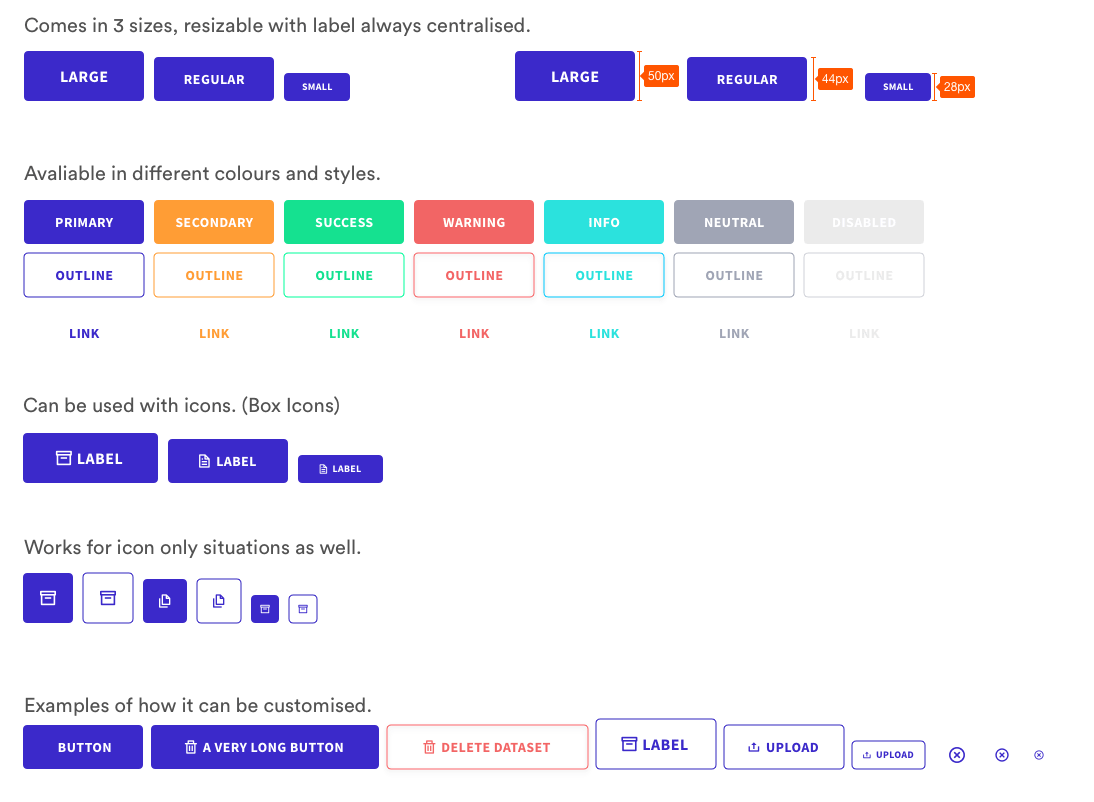 Comes in 3 sizes, resizable with label always centralised.
LARGE REGULAR SMALL LARGE 50px REGULAR 44px SMALL 28px
Avaliable in different colours and styles.
PRIMARY SECONDARY SUCCESS WARNING INFO NEUTRAL DISABLED
OUTLINE OUTLINE OUTLINE OUTLINE OUTLINE OUTLINE OUTLINE
LINK LINK LINK LINK LINK LINK LINK
Can be used with icons. (Box Icons)
LABEL LABEL LABEL
Works for icon only situations as well.
Examples of how it can be customised.
BUTTON A VERY LONG BUTTON DELETE DATASET LABEL UPLOAD UPLOAD